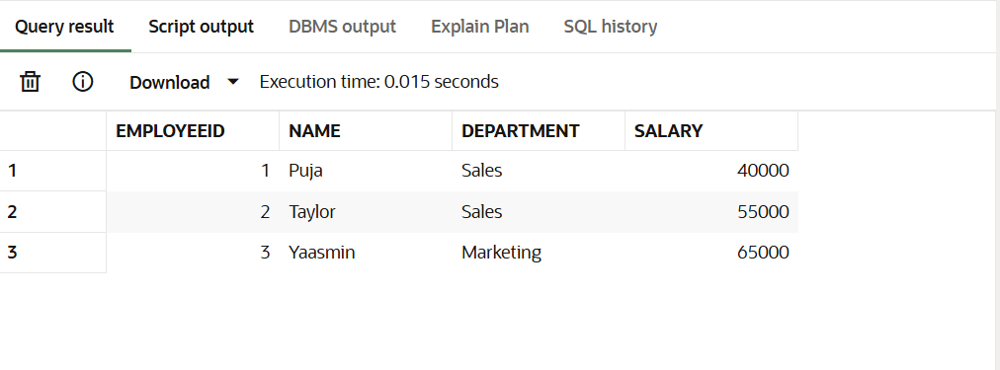 Query result Script output DBMS output Explain Plan SQL history
Download Execution time: 0.015 seconds
EMPLOYEEID NAME DEPARTMENT SALARY
1 1 Puja Sales 40000
2 2 Taylor Sales 55000
3 3 Yaasmin Marketing 65000